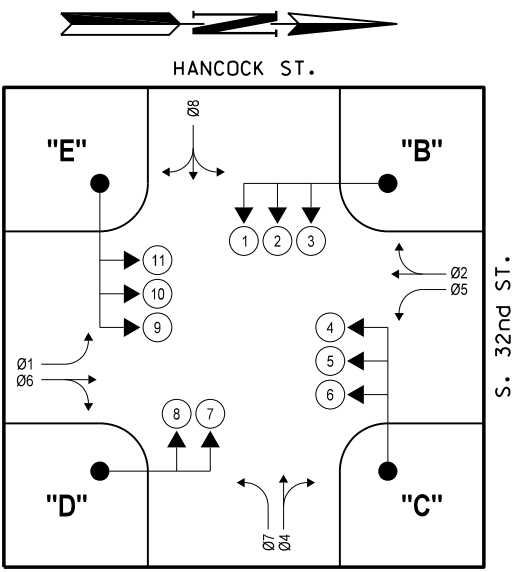 HANCOCK ST.
"E"
Ø8
"B"
1 2 3
11
10
9
Ø2
Ø5
S. 32nd ST.
4
5
6
Ø1
Ø6
8 7
"D"
Ø7
Ø4
"C"